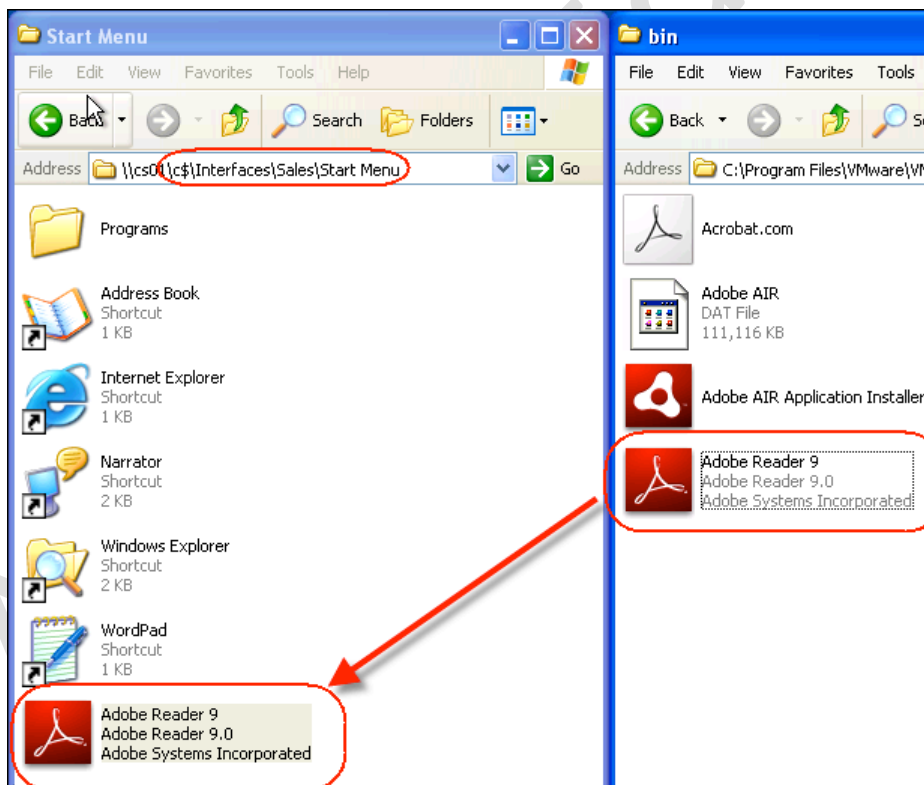 Start Menu
File Edit View Favorites Tools Help
Back Search Folders
Address \\cs01\c$\Interfaces\Sales\Start Menu Go
Programs
Address Book
Shortcut
1 KB
Internet Explorer
Shortcut
1 KB
Narrator
Shortcut
2 KB
Windows Explorer
Shortcut
2 KB
WordPad
Shortcut
1 KB
Adobe Reader 9
Adobe Reader 9.0
Adobe Systems Incorporated
bin
File Edit View Favorites Tools
Back
Address C:\Program Files\VMware\
Acrobat.com
Adobe AIR
DAT File
111,116 KB
Adobe AIR Application Installer
Adobe Reader 9
Adobe Reader 9.0
Adobe Systems Incorporated